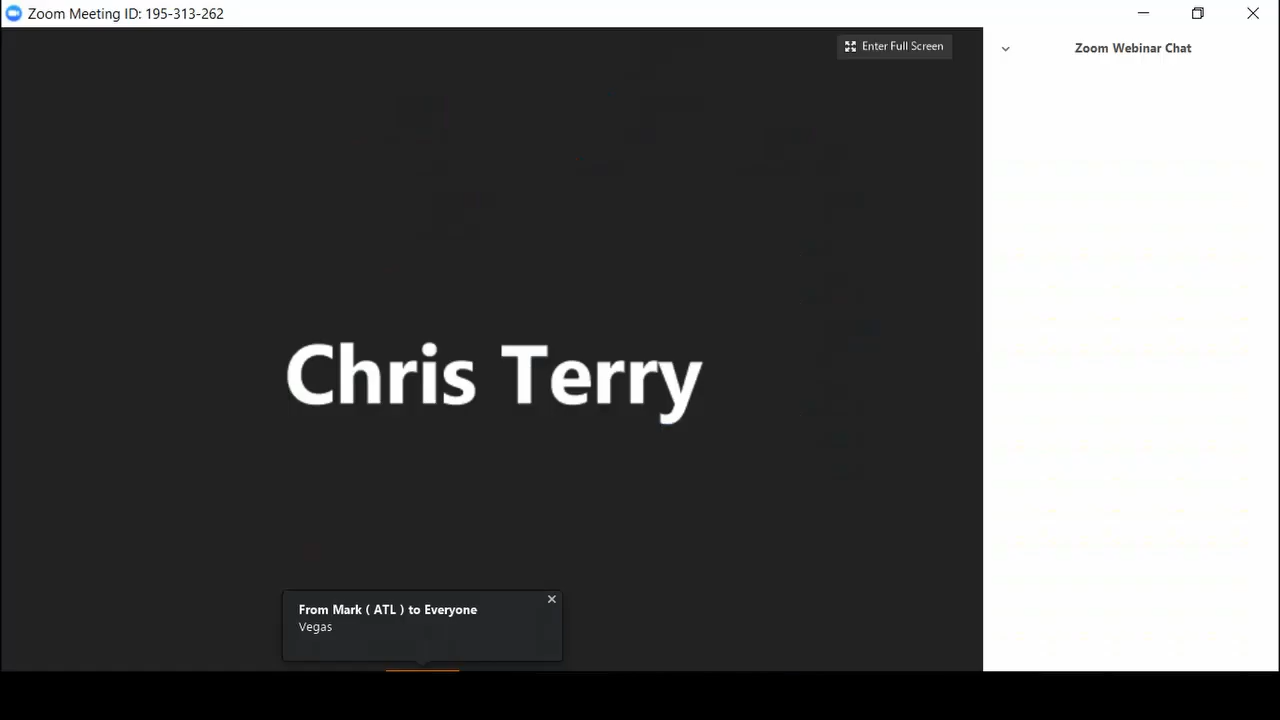 Zoom Meeting ID: 195-313-262
Enter Full Screen
Zoom Webinar Chat
Chris Terry
From Mark ( ATL ) to Everyone
Vegas